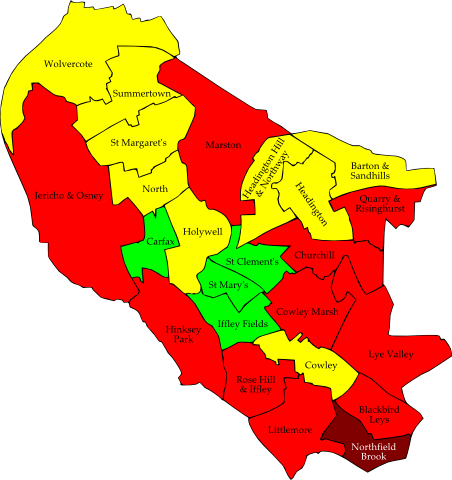 Wolvercote
Summertown
St Margaret's
Marston
Headington Hill
& Northway
Barton &
Sandhills
Headington
Jericho & Osney
North
Quarry &
Risinghurst
Carfax
Holywell
St Clement's
Churchill
St Mary's
Cowley Marsh
Iffley Fields
Hinksey
Park
Lye Valley
Cowley
Rose Hill
& Iffley
Blackbird
Leys
Littlemore
Northfield
Brook